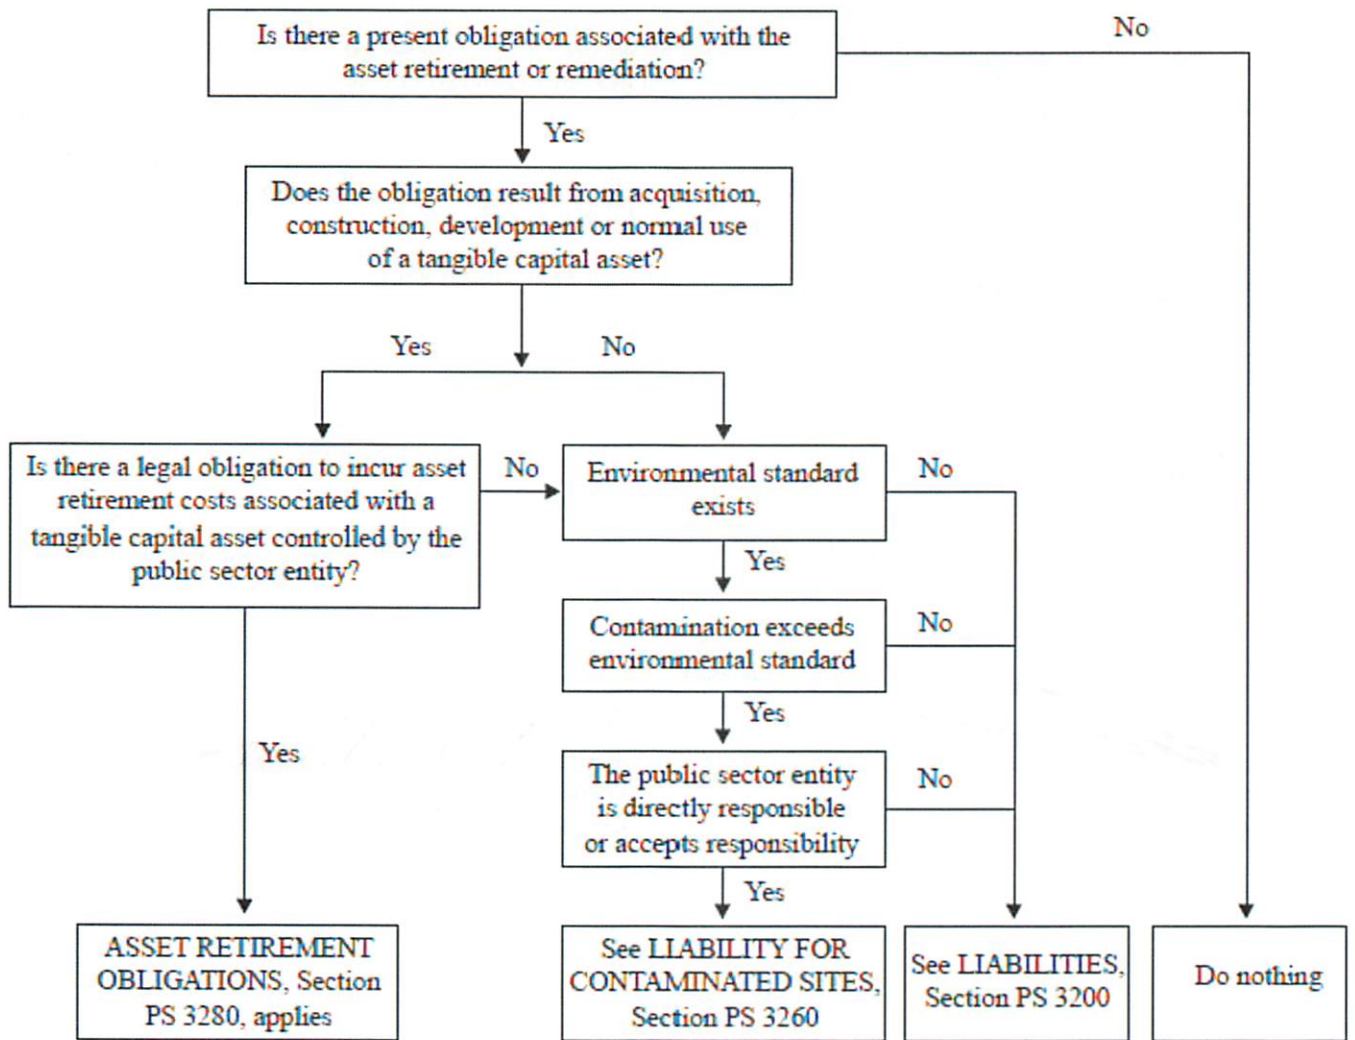 Is there a present obligation associated with the
asset retirement or remediation?
No
Yes
Does the obligation result from acquisition,
construction, development or normal use
of a tangible capital asset?
Yes
No
Is there a legal obligation to incur asset
retirement costs associated with a
tangible capital asset controlled by the
public sector entity?
No
Environmental standard
exists
No
Yes
Contamination exceeds
environmental standard
No
Yes
Yes
The public sector entity
is directly responsible
or accepts responsibility
No
Yes
ASSET RETIREMENT
OBLIGATIONS, Section
PS 3280, applies
See LIABILITY FOR
CONTAMINATED SITES,
Section PS 3260
See LIABILITIES,
Section PS 3200
Do nothing